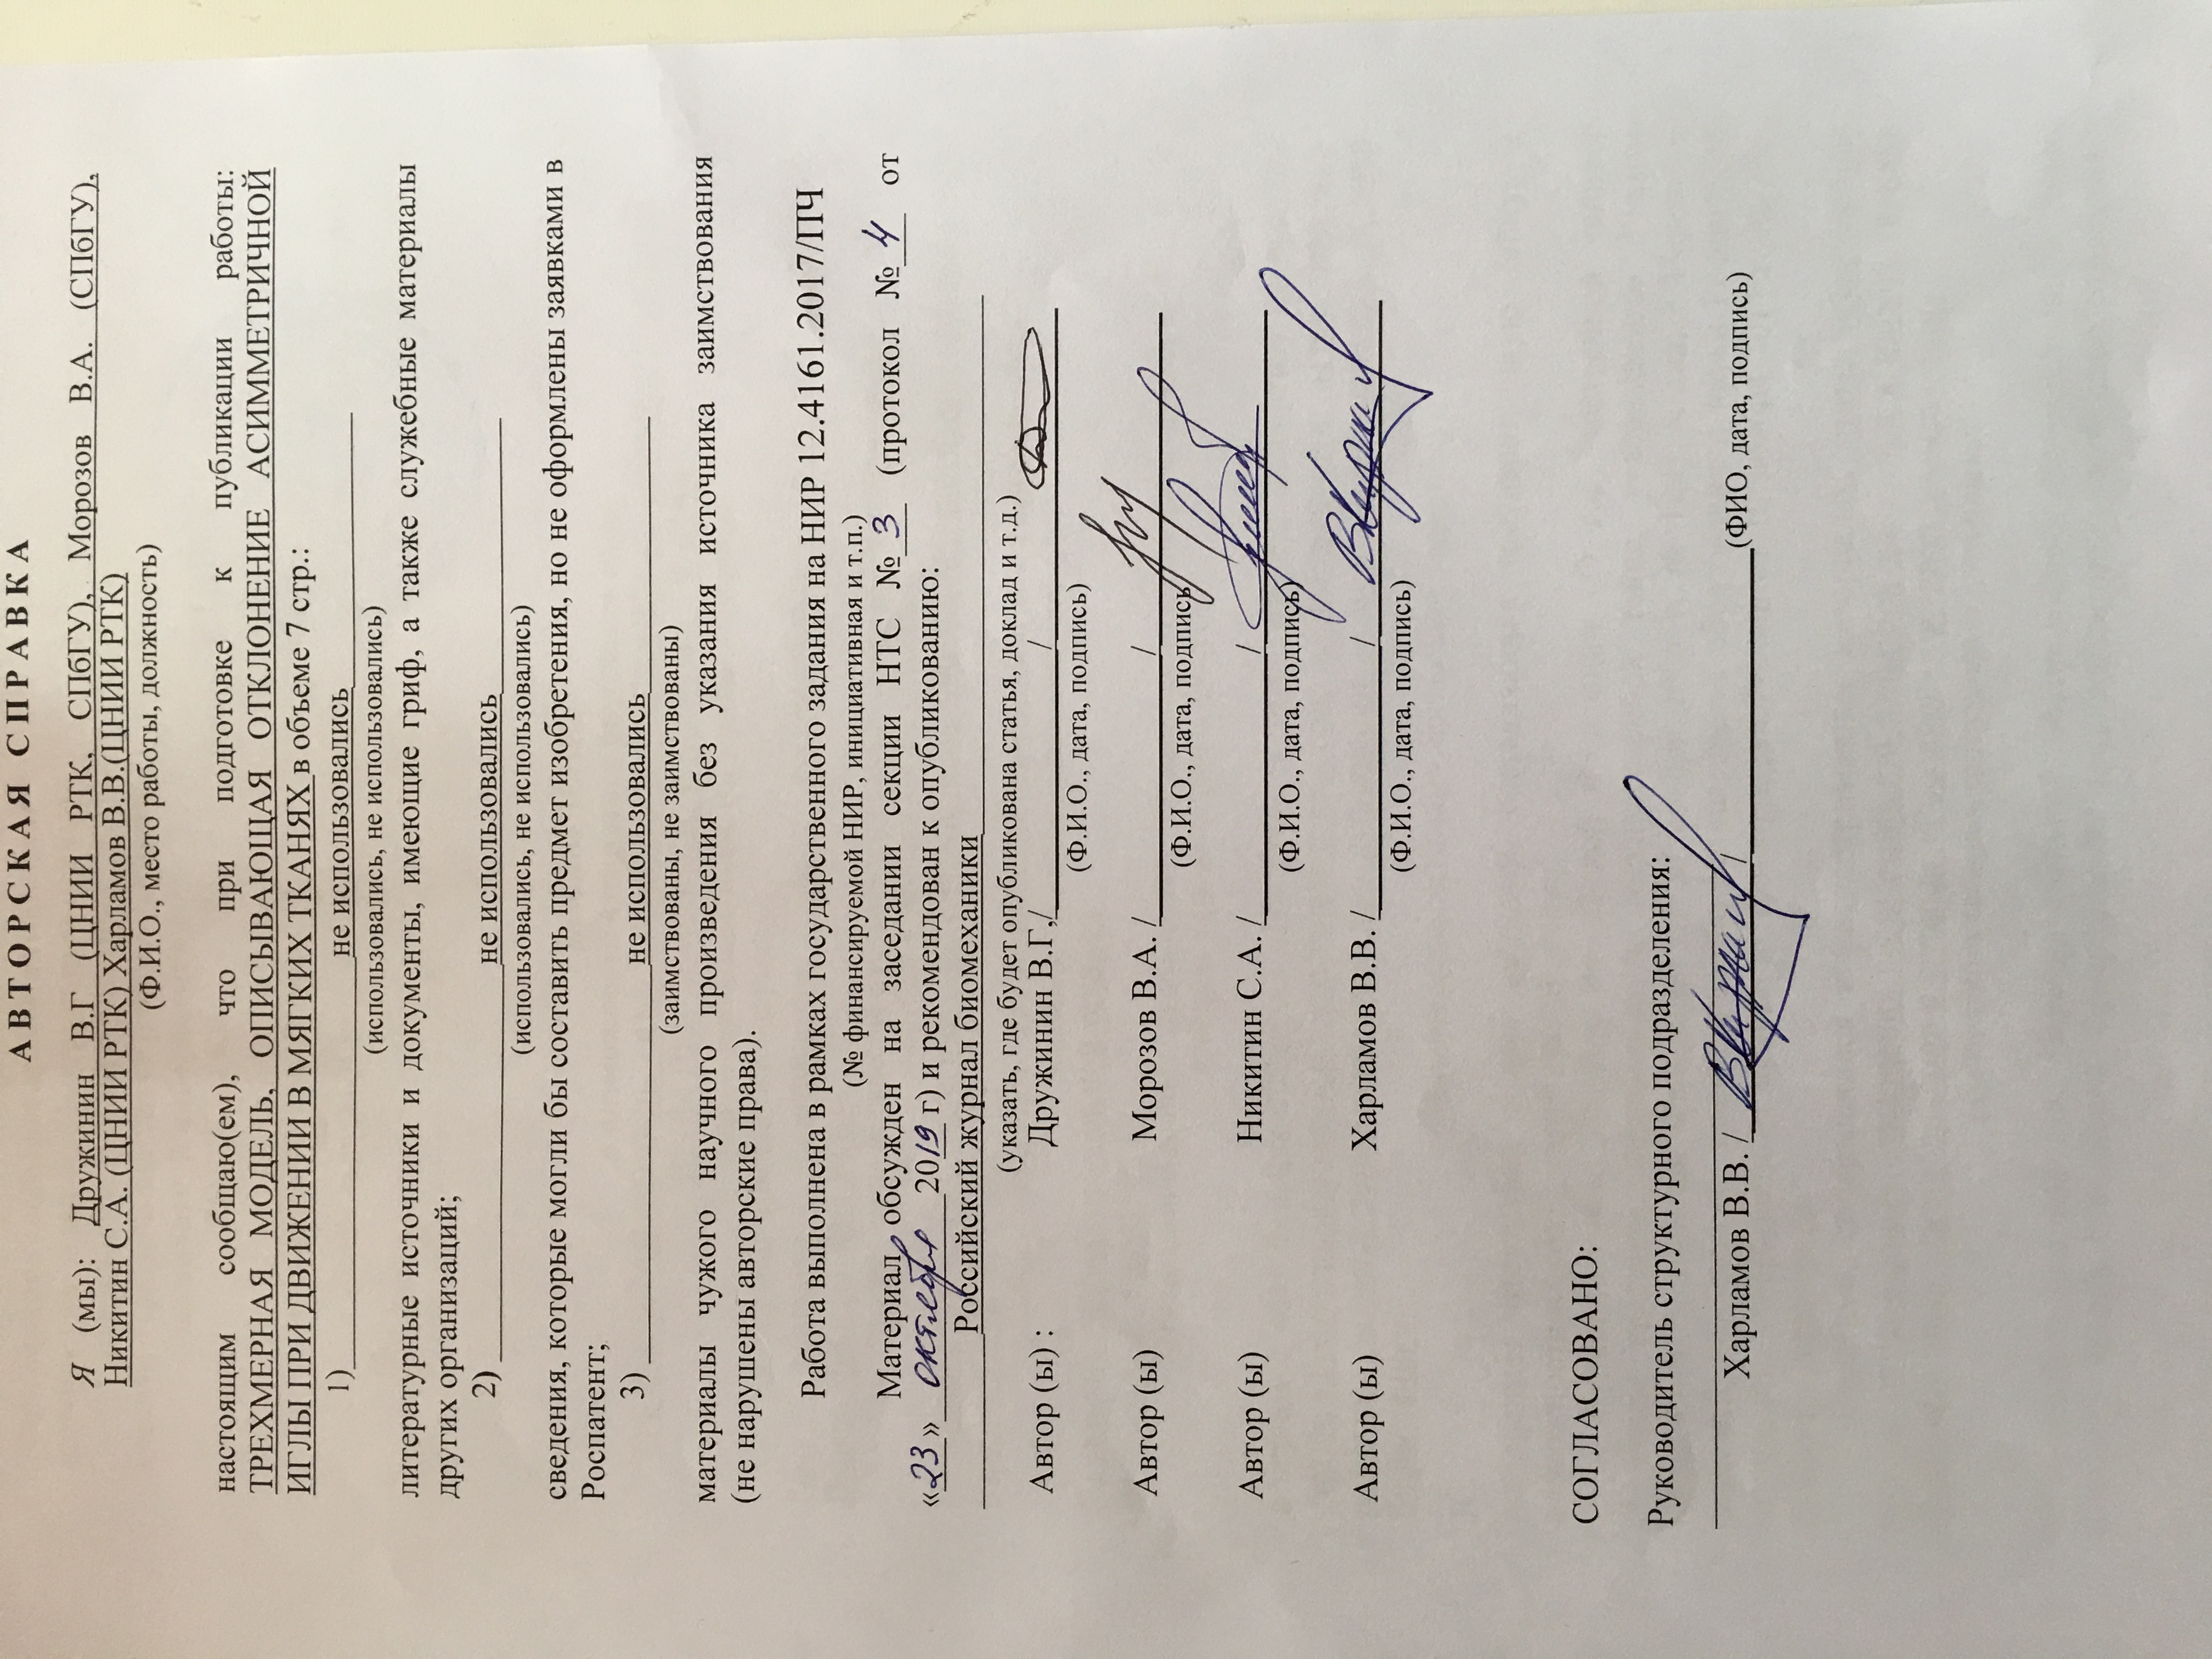 АВТОРСКАЯ СПРАВКА
Я (мы): Дружинин В.Г (ЦНИИ РТК, СПбГУ), Морозов В.А. (СПбГУ),
Никитин С.А. (ЦНИИ РТК) Харламов В.В.(ЦНИИ РТК)
(Ф.И.О., место работы, должность)
настоящим сообщаю(ем), что при подготовке к публикации работы:
ТРЕХМЕРНАЯ МОДЕЛЬ, ОПИСЫВАЮЩАЯ ОТКЛОНЕНИЕ АСИММЕТРИЧНОЙ
ИГЛЫ ПРИ ДВИЖЕНИИ В МЯГКИХ ТКАНЯХ в объеме 7 стр.:
1) не использовались
(использовались, не использовались)
литературные источники и документы, имеющие гриф, а также служебные материалы
других организаций;
2) не использовались
(использовались, не использовались)
сведения, которые могли бы составить предмет изобретения, но не оформлены заявками в
Роспатент;
3) не использовались
(заимствованы, не заимствованы)
материалы чужого научного произведения без указания источника заимствования
(не нарушены авторские права).
Работа выполнена в рамках государственного задания на НИР 12.4161.2017/ПЧ
(№ финансируемой НИР, инициативная и т.п.)
Материал обсужден на заседании секции НТС № 3 (протокол № 4 от
«23» октября 2019 г) и рекомендован к опубликованию:
Российский журнал биомеханики
(указать, где будет опубликована статья, доклад и т.д.)
Автор (ы) : Дружинин В.Г,/ /
(Ф.И.О., дата, подпись)
Автор (ы) Морозов В.А. / /
(Ф.И.О., дата, подпись)
Автор (ы) Никитин С.А. / /
(Ф.И.О., дата, подпись)
Автор (ы) Харламов В.В. / /
(Ф.И.О., дата, подпись)
СОГЛАСОВАНО:
Руководитель структурного подразделения:
Харламов В.В. / / (ФИО, дата, подпись)